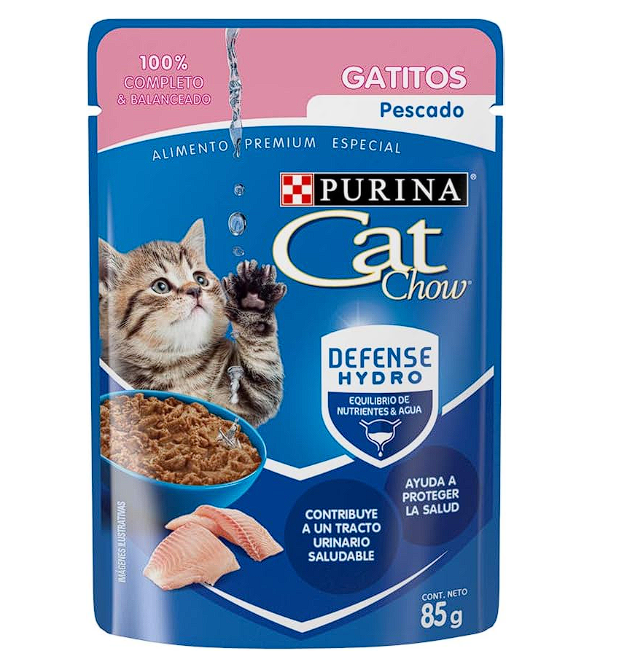 100%
COMPLETO
& BALANCEADO
GATITOS
Pescado
ALIMENTO PREMIUM ESPECIAL
PURINA®
Cat
Chow®
DEFENSE
HYDRO
EQUILIBRIO DE
NUTRIENTES & AGUA
AYUDA A
PROTEGER
LA SALUD
CONTRIBUYE
A UN TRACTO
URINARIO
SALUDABLE
IMÁGENES ILUSTRATIVAS
CONT. NETO
85 g